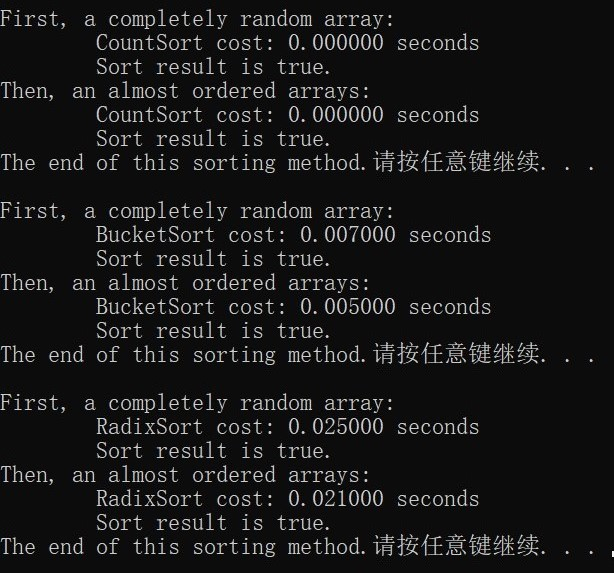 First, a completely random array:
CountSort cost: 0.000000 seconds
Sort result is true.
Then, an almost ordered arrays:
CountSort cost: 0.000000 seconds
Sort result is true.
The end of this sorting method.请按任意键继续. . .
First, a completely random array:
BucketSort cost: 0.007000 seconds
Sort result is true.
Then, an almost ordered arrays:
BucketSort cost: 0.005000 seconds
Sort result is true.
The end of this sorting method.请按任意键继续. . .
First, a completely random array:
RadixSort cost: 0.025000 seconds
Sort result is true.
Then, an almost ordered arrays:
RadixSort cost: 0.021000 seconds
Sort result is true.
The end of this sorting method.请按任意键继续. . .